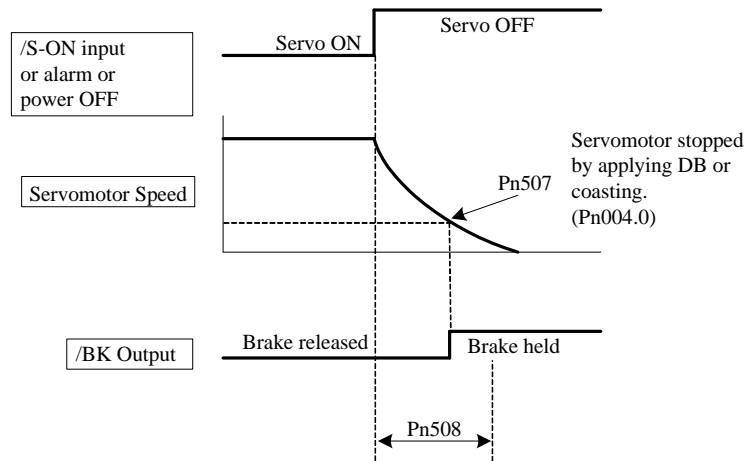 /S-ON input
or alarm or
power OFF
Servo ON
Servo OFF
Servomotor Speed
Pn507
Servomotor stopped
by applying DB or
coasting.
(Pn004.0)
/BK Output
Brake released
Brake held
Pn508